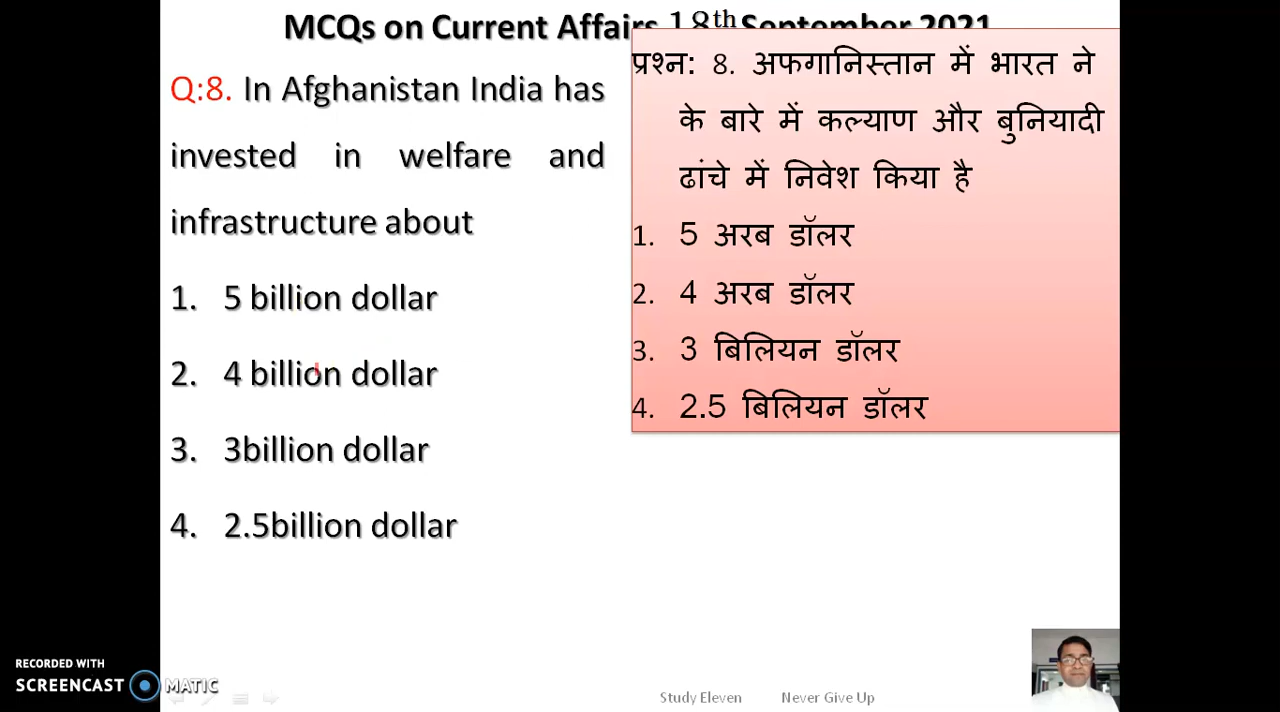 MCQs on Current Affairs 18th September 2021
Q:8. In Afghanistan India has
invested in welfare and
infrastructure about
1. 5 billion dollar
2. 4 billion dollar
3. 3billion dollar
4. 2.5billion dollar
प्रश्न: 8. अफगानिस्तान में भारत ने
के बारे में कल्याण और बुनियादी
ढांचे में निवेश किया है
1. 5 अरब डॉलर
2. 4 अरब डॉलर
3. 3 बिलियन डॉलर
4. 2.5 बिलियन डॉलर
RECORDED WITH
SCREENCAST MATIC
Study Eleven Never Give Up